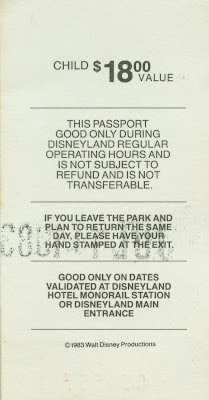 CHILD $18.00
VALUE
THIS PASSPORT
GOOD ONLY DURING
DISNEYLAND REGULAR
OPERATING HOURS AND
IS NOT SUBJECT TO
REFUND AND IS NOT
TRANSFERABLE.
IF YOU LEAVE THE PARK AND
PLAN TO RETURN THE SAME
DAY, PLEASE HAVE YOUR
HAND STAMPED AT THE EXIT.
GOOD ONLY ON DATES
VALIDATED AT DISNEYLAND
HOTEL MONORAIL STATION
OR DISNEYLAND MAIN
ENTRANCE
© 1983 Walt Disney Productions